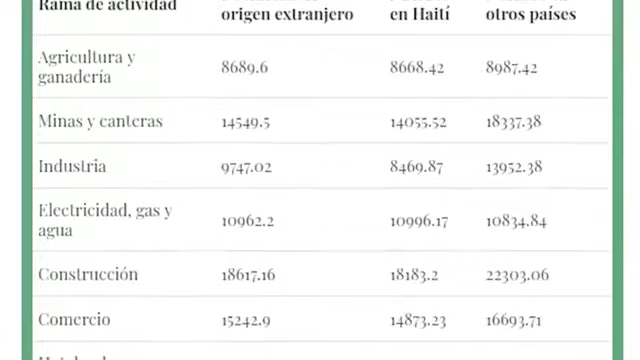 Rama de actividad
origen extranjero en Haití otros países
Agricultura y
ganadería 8689.6 8668.42 8987.42
Minas y canteras 14549.5 14055.52 18337.38
Industria 9747.02 8469.87 13952.38
Electricidad, gas y
agua 10962.2 10996.17 10834.84
Construcción 18617.16 18183.2 22303.06
Comercio 15242.9 14873.23 16693.71